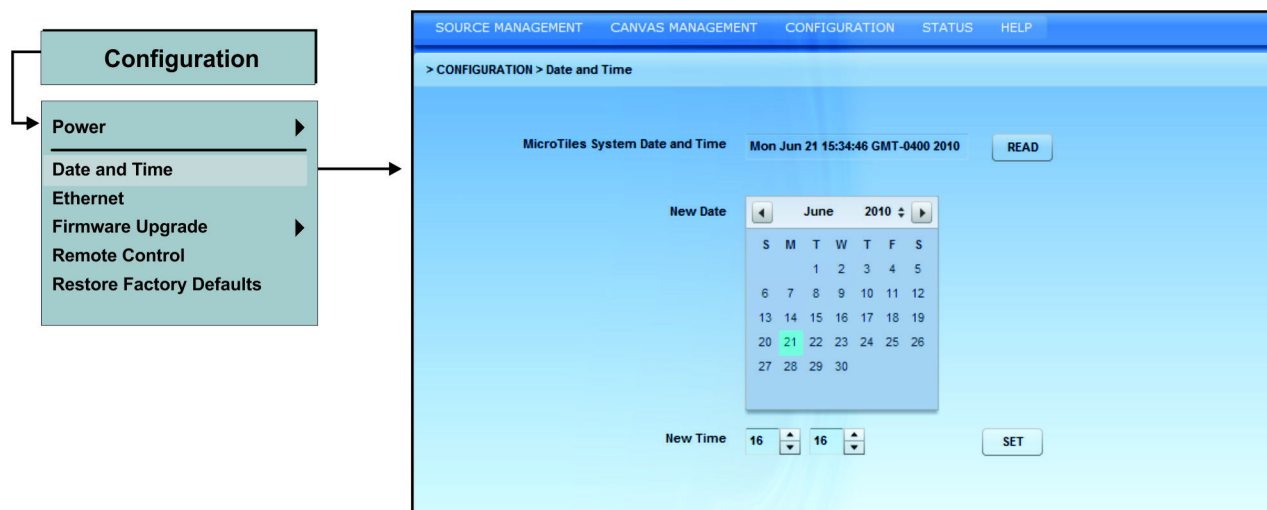 Configuration
Power
Date and Time
Ethernet
Firmware Upgrade
Remote Control
Restore Factory Defaults
SOURCE MANAGEMENT CANVAS MANAGEMENT CONFIGURATION STATUS HELP
> CONFIGURATION > Date and Time
MicroTiles System Date and Time Mon Jun 21 15:34:46 GMT-0400 2010 READ
New Date June 2010
S M T W T F S
1 2 3 4 5
6 7 8 9 10 11 12
13 14 15 16 17 18 19
20 21 22 23 24 25 26
27 28 29 30
New Time 16 16 SET